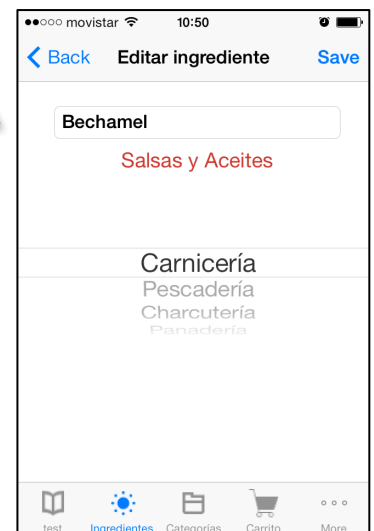 movistar 10:50
Back Editar ingrediente Save
Bechamel
Salsas y Aceites
Carnicería
Pescadería
Charcutería
Panadería
test Ingredientes Categorías Carrito More